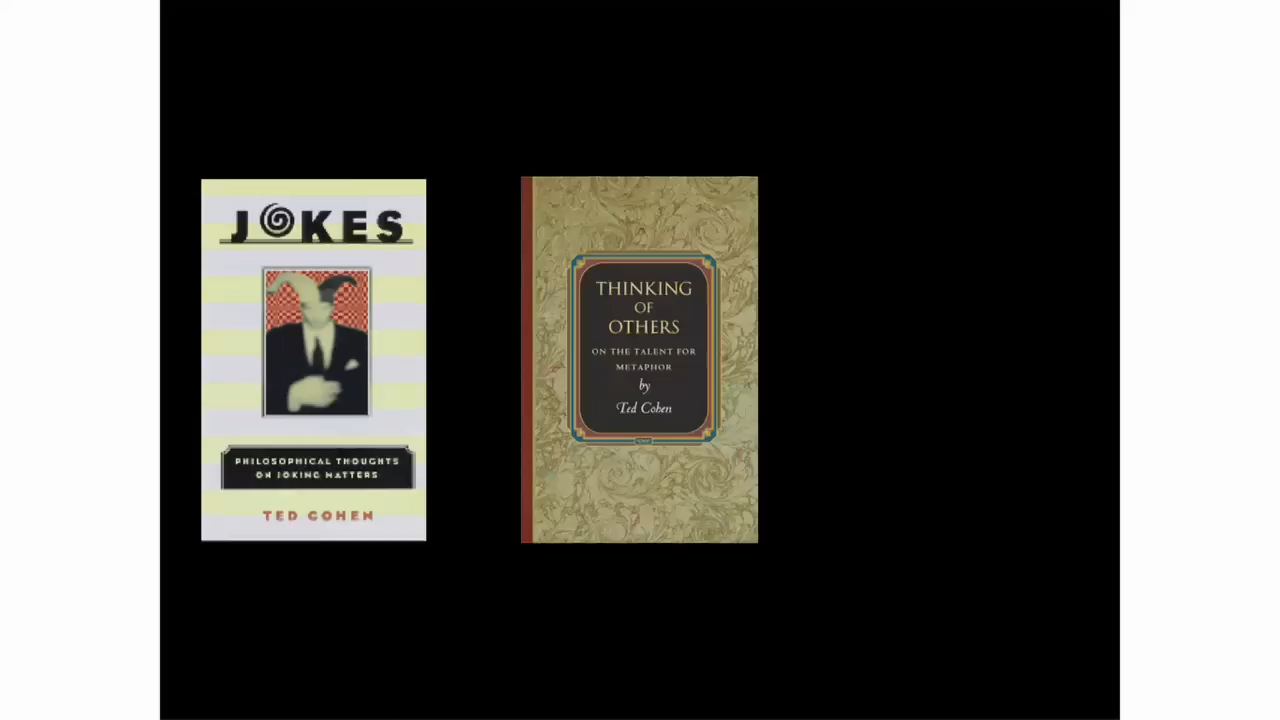 JOKES
PHILOSOPHICAL THOUGHTS
ON JOKING MATTERS
TED COHEN
THINKING
OF
OTHERS
ON THE TALENT FOR
METAPHOR
by
Ted Cohen